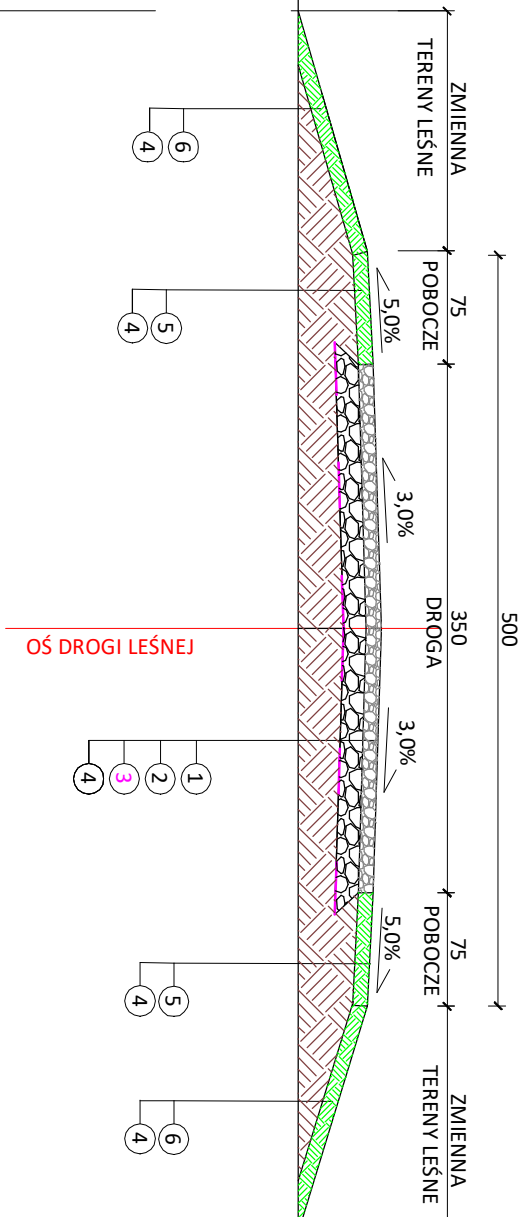 500
ZMIENNA
75
350
75
ZMIENNA
TERENY LEŚNE
POBOCZE
DROGA
POBOCZE
TERENY LEŚNE
5,0%
3,0%
3,0%
5,0%
6
4
5
4
OŚ DROGI LEŚNEJ
1
2
3
4
5
4
6
4